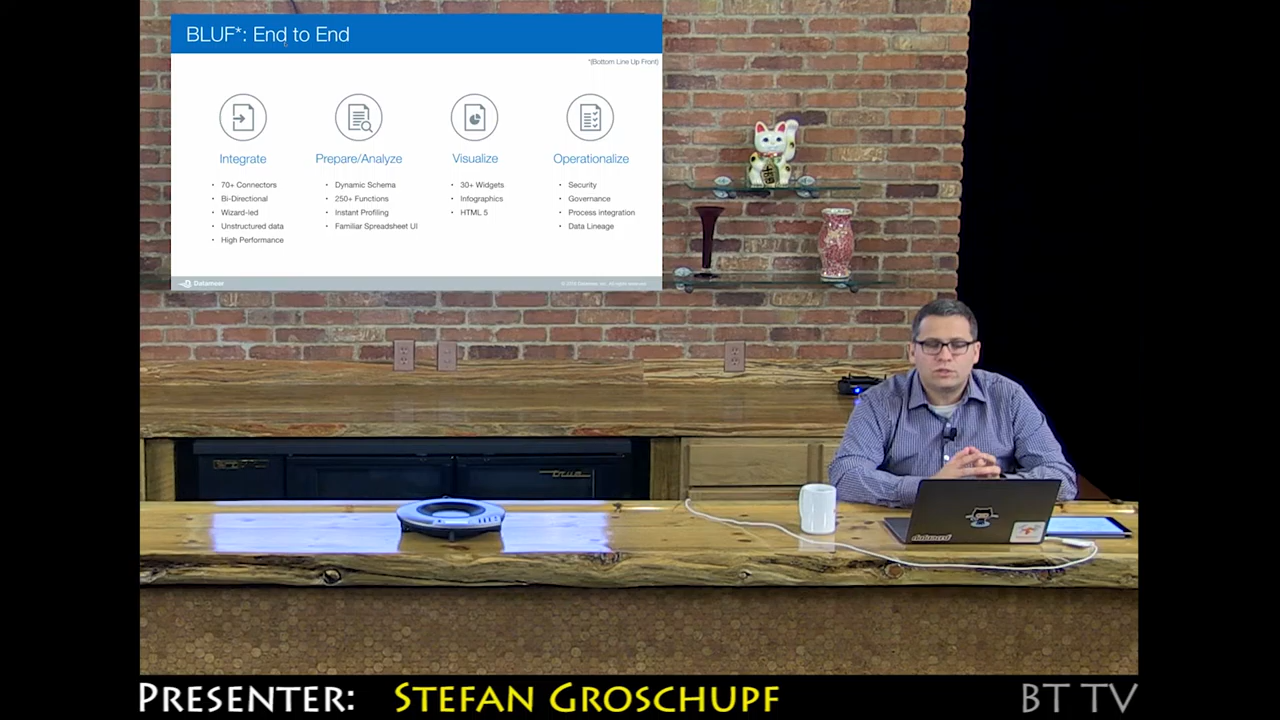 BLUF*: End to End
*(Bottom Line Up Front)
Integrate
70+ Connectors
Bi-Directional
Wizard-led
Unstructured data
High Performance
Prepare/Analyze
Dynamic Schema
250+ Functions
Instant Profiling
Familiar Spreadsheet UI
Visualize
30+ Widgets
Infographics
HTML 5
Operationalize
Security
Governance
Process integration
Data Lineage
Datameer
PRESENTER: STEFAN GROSCHUPF
BT TV